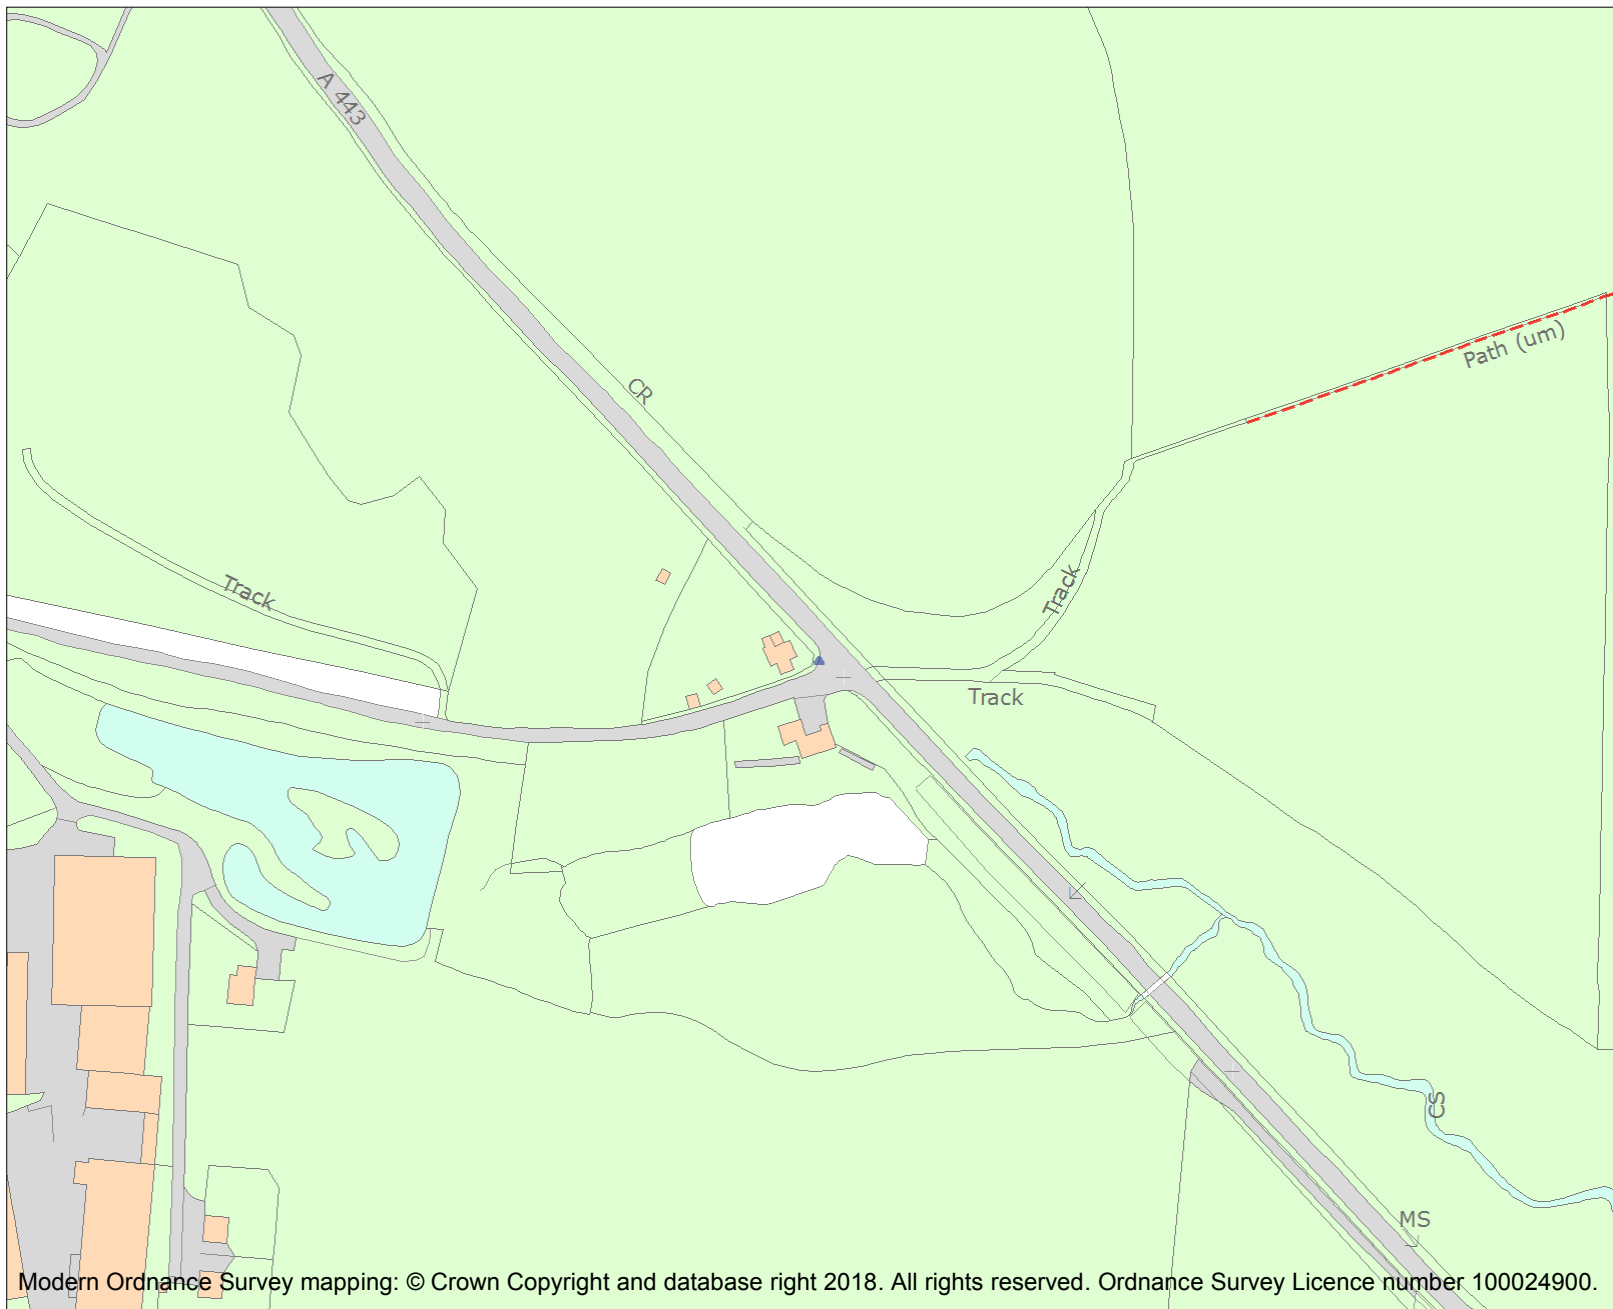 A 443
Path (um)
CR
Track
Track
Track
CS
MS
Modern Ordnance Survey mapping: © Crown Copyright and database right 2018. All rights reserved. Ordnance Survey Licence number 100024900.